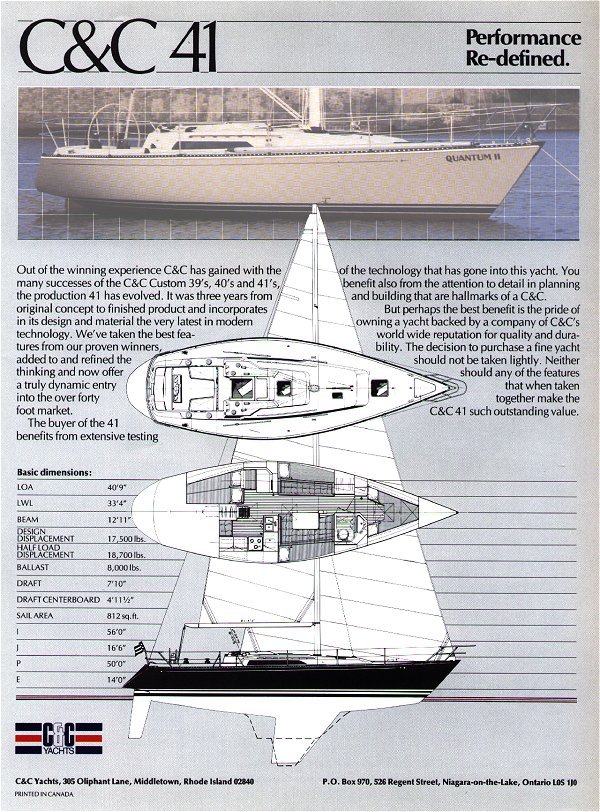 C&C 41
Performance
Re-defined.
QUANTUM II
Out of the winning experience C&C has gained with the
many successes of the C&C Custom 39's, 40's and 41's,
the production 41 has evolved. It was three years from
original concept to finished product and incorporates
in its design and material the very latest in modern
technology. We've taken the best fea-
tures from our proven winners,
added to and refined the
thinking and now offer
a truly dynamic entry
into the over forty
foot market.
The buyer of the 41
benefits from extensive testing
of the technology that has gone into this yacht. You
benefit also from the attention to detail in planning
and building that are hallmarks of a C&C.
But perhaps the best benefit is the pride of
owning a yacht backed by a company of C&C's
world wide reputation for quality and dura-
bility. The decision to purchase a fine yacht
should not be taken lightly. Neither
should any of the features
that when taken
together make the
C&C 41 such outstanding value.
Basic dimensions:
LOA 40'9"
LWL 33'4"
BEAM 12'11"
DESIGN
DISPLACEMENT 17,500 lbs.
HALF LOAD
DISPLACEMENT 18,700 lbs.
BALLAST 8,000 lbs.
DRAFT 7'10"
DRAFT CENTERBOARD 4'11½"
SAIL AREA 812 sq.ft.
I 56'0"
J 16'6"
P 50'0"
E 14'0"
C&C
YACHTS
C&C Yachts, 305 Oliphant Lane, Middletown, Rhode Island 02840
P.O. Box 970, 526 Regent Street, Niagara-on-the-Lake, Ontario L0S 1J0
PRINTED IN CANADA